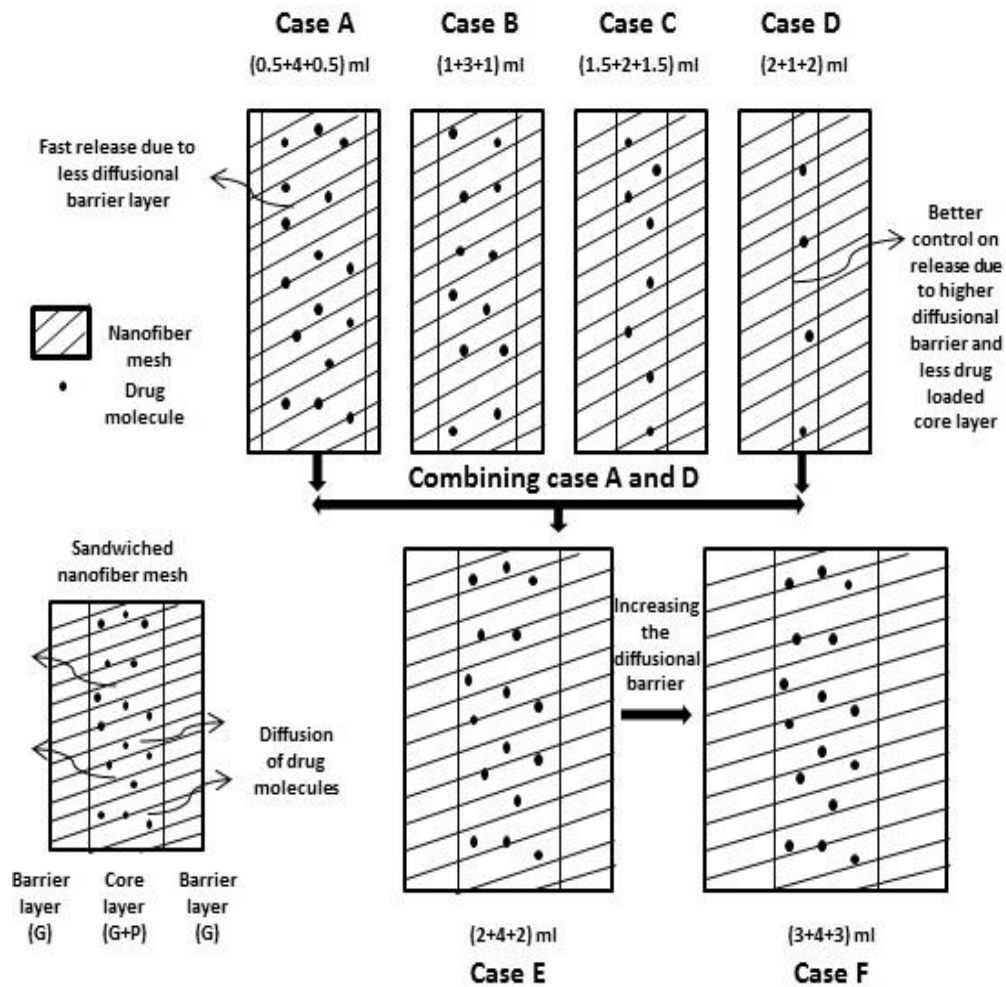 Case A
Case B
Case C
Case D
(0.5+4+0.5) ml
(1+3+1) ml
(1.5+2+1.5) ml
(2+1+2) ml
Fast release due to
less diffusional
barrier layer
Nanofiber
mesh
Drug
molecule
Better
control on
release due
to higher
diffusional
barrier and
less drug
loaded
core layer
Combining case A and D
Sandwiched
nanofiber mesh
Diffusion
of drug
molecules
Barrier
layer
(G)
Core
layer
(G+P)
Barrier
layer
(G)
Increasing
the
diffusional
barrier
(2+4+2) ml
Case E
(3+4+3) ml
Case F